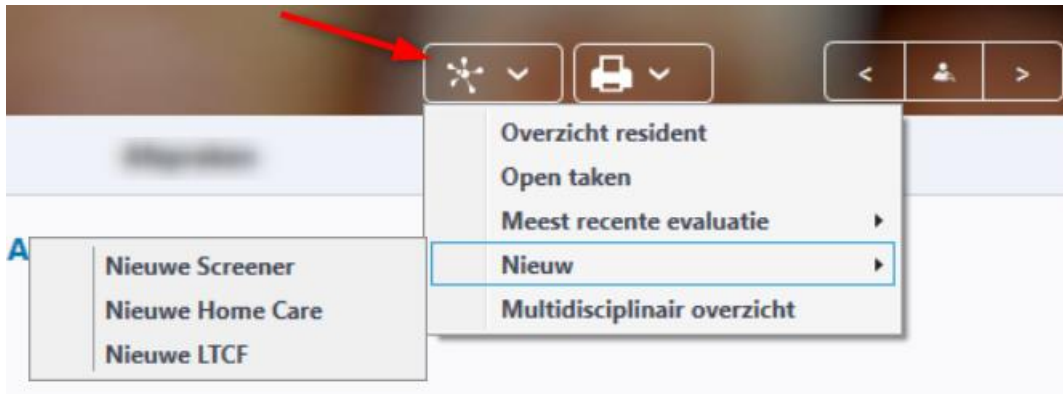 < >
Overzicht resident
Open taken
Meest recente evaluatie
Nieuw
Multidisciplinair overzicht
A
Nieuwe Screener
Nieuwe Home Care
Nieuwe LTCF